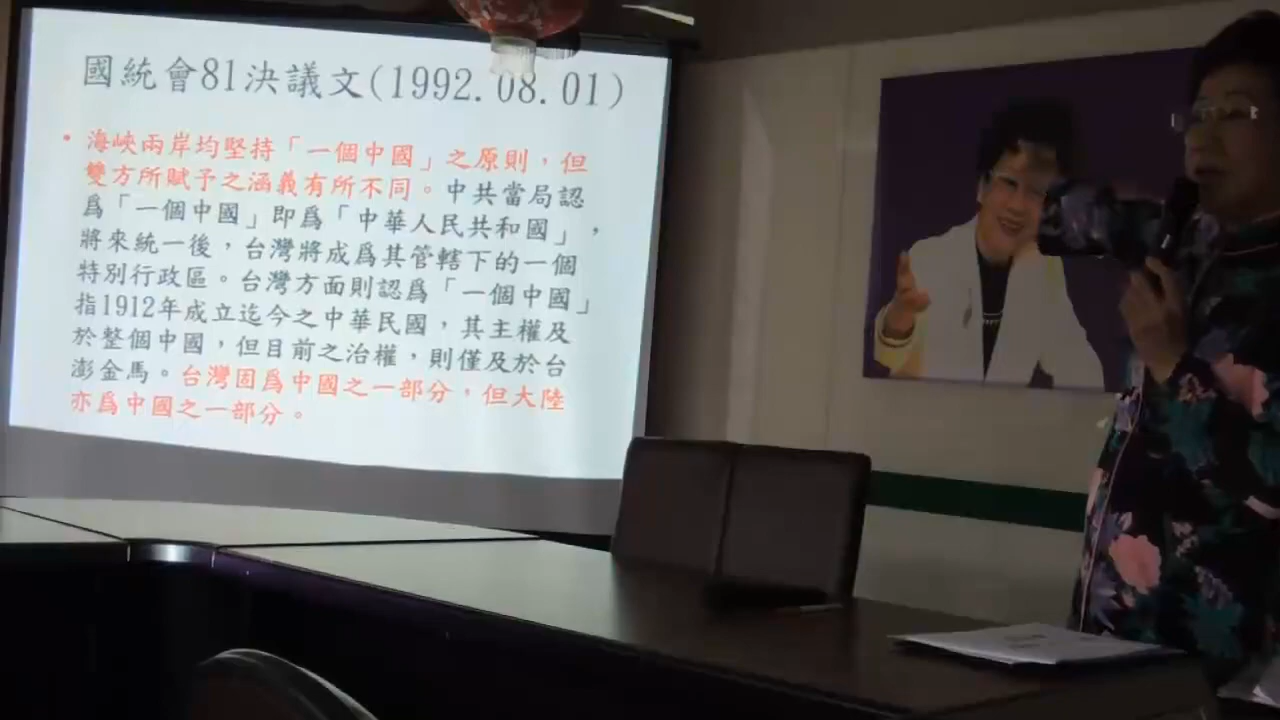 國統會81決議文(1992.08.01)
• 海峽兩岸均堅持「一個中國」之原則，但
雙方所賦予之涵義有所不同。中共當局認
爲「一個中國」即爲「中華人民共和國」，
將來統一後，台灣將成爲其管轄下的一個
特別行政區。台灣方面則認爲「一個中國」
指1912年成立迄今之中華民國，其主權及
於整個中國，但目前之治權，則僅及於台
澎金馬。台灣固爲中國之一部分，但大陸
亦爲中國之一部分。